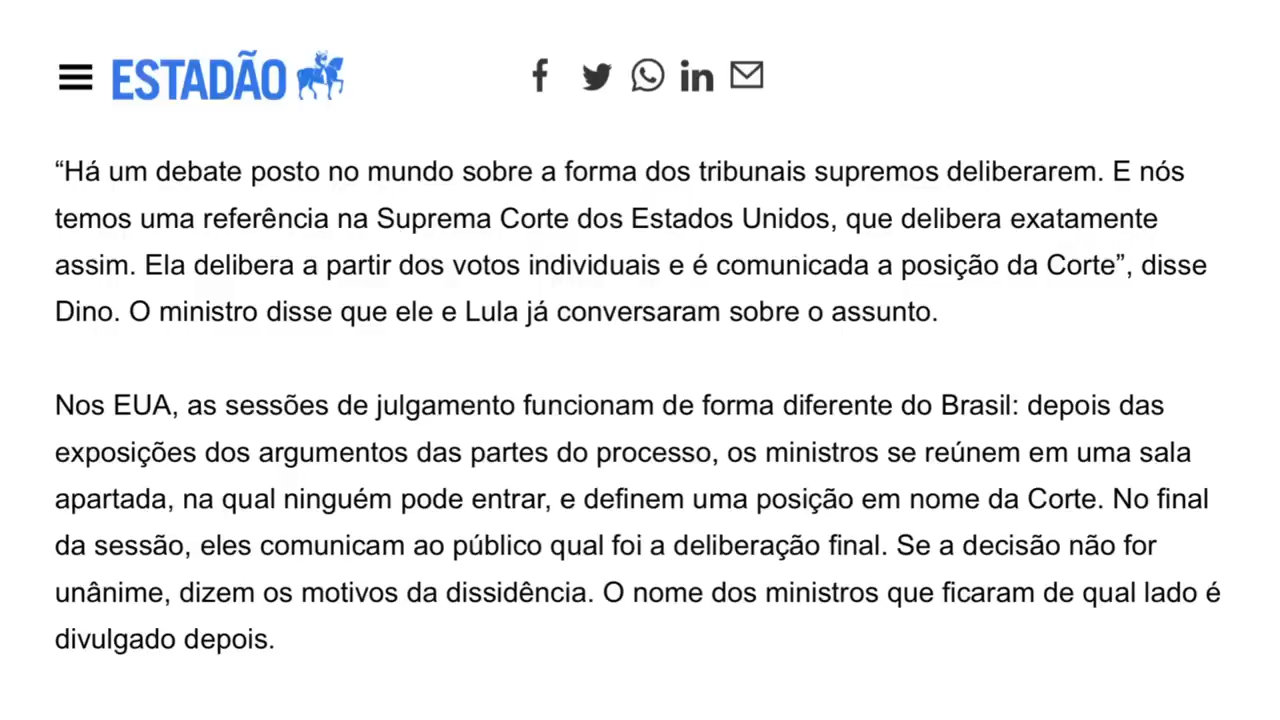 ESTADÃO
“Há um debate posto no mundo sobre a forma dos tribunais supremos deliberarem. E nós
temos uma referência na Suprema Corte dos Estados Unidos, que delibera exatamente
assim. Ela delibera a partir dos votos individuais e é comunicada a posição da Corte”, disse
Dino. O ministro disse que ele e Lula já conversaram sobre o assunto.
Nos EUA, as sessões de julgamento funcionam de forma diferente do Brasil: depois das
exposições dos argumentos das partes do processo, os ministros se reúnem em uma sala
apartada, na qual ninguém pode entrar, e definem uma posição em nome da Corte. No final
da sessão, eles comunicam ao público qual foi a deliberação final. Se a decisão não for
unânime, dizem os motivos da dissidência. O nome dos ministros que ficaram de qual lado é
divulgado depois.